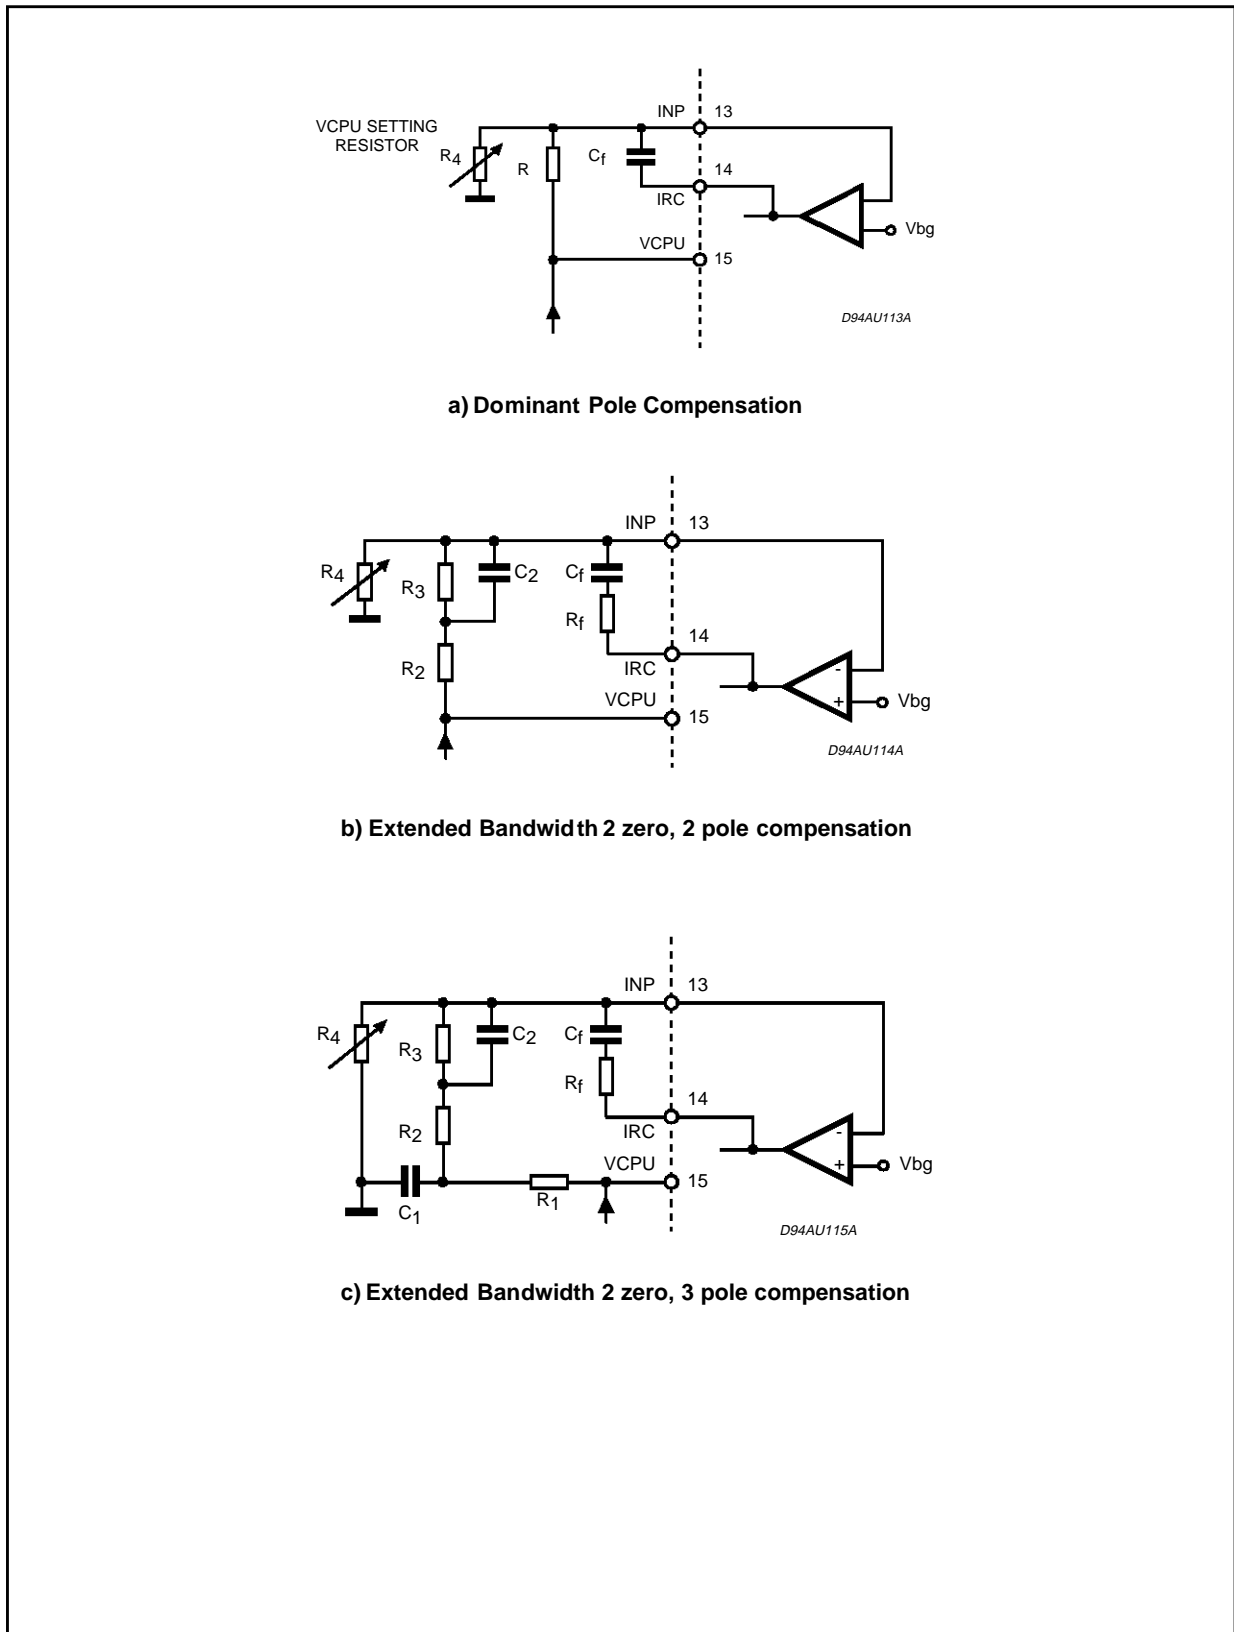 INP 13
VCPU SETTING
RESISTOR
R4
R
Cf
14
IRC
Vbg
VCPU
15
D94AU113A
a) Dominant Pole Compensation
INP 13
R4
R3
C2
Cf
Rf
14
R2
IRC
-
VCPU
+
Vbg
15
D94AU114A
b) Extended Bandwidth 2 zero, 2 pole compensation
INP 13
R4
R3
C2
Cf
Rf
14
R2
IRC
-
VCPU
+
Vbg
15
C1
R1
D94AU115A
c) Extended Bandwidth 2 zero, 3 pole compensation